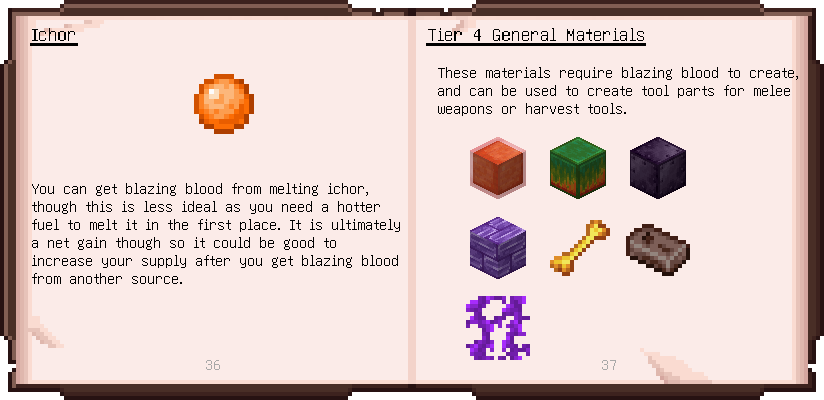 Ichor
You can get blazing blood from melting ichor,
though this is less ideal as you need a hotter
fuel to melt it in the first place. It is ultimately
a net gain though so it could be good to
increase your supply after you get blazing blood
from another source.
36
Tier 4 General Materials
These materials require blazing blood to create,
and can be used to create tool parts for melee
weapons or harvest tools.
37